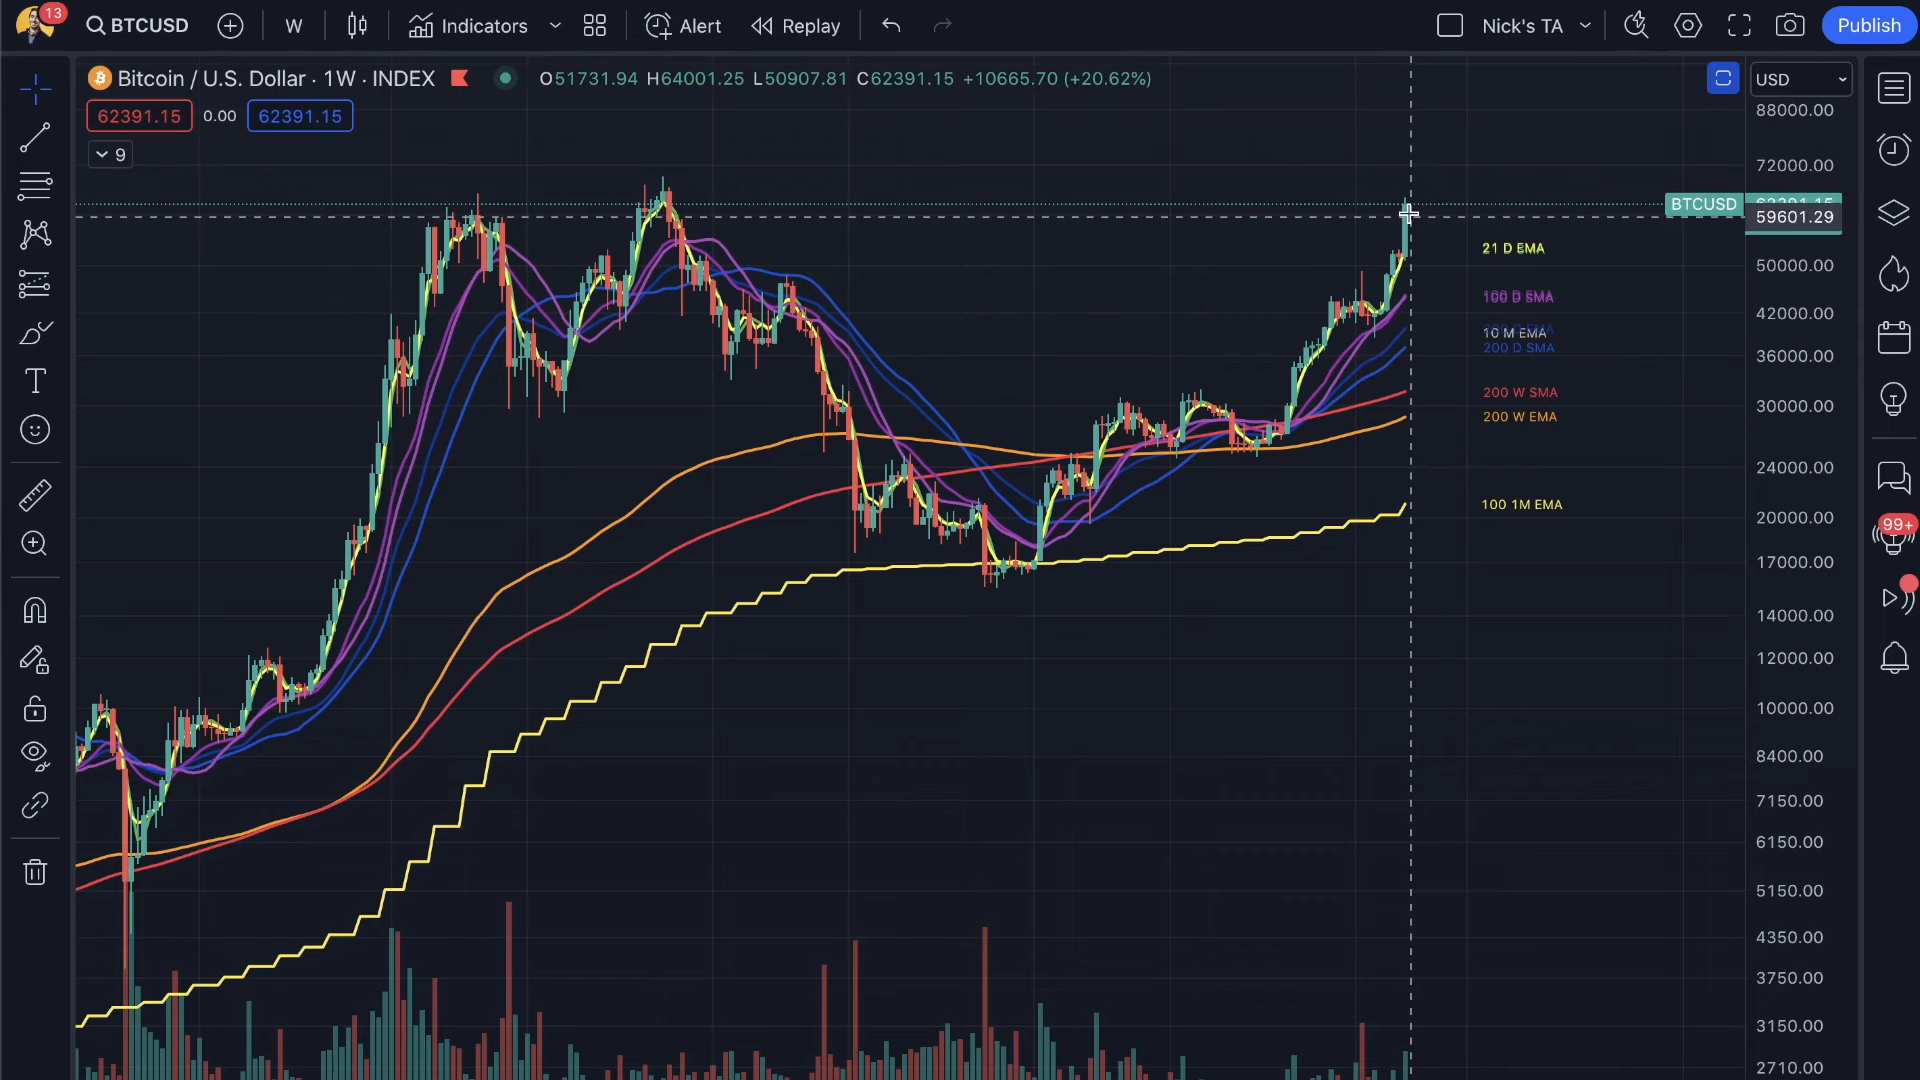 13
BTCUSD
W
Indicators
Alert
Replay
Nick's TA
Publish
Bitcoin / U.S. Dollar · 1W · INDEX
O51731.94 H64001.25 L50907.81 C62391.15 +10665.70 (+20.62%)
USD
62391.15 0.00 62391.15
9
88000.00
72000.00
BTCUSD
59601.29
50000.00
42000.00
36000.00
30000.00
24000.00
20000.00
17000.00
14000.00
12000.00
10000.00
8400.00
7150.00
6150.00
5150.00
4350.00
3750.00
3150.00
2710.00
21 D EMA
100 D SMA
10 M EMA
200 D SMA
200 W SMA
200 W EMA
100 1M EMA
99+